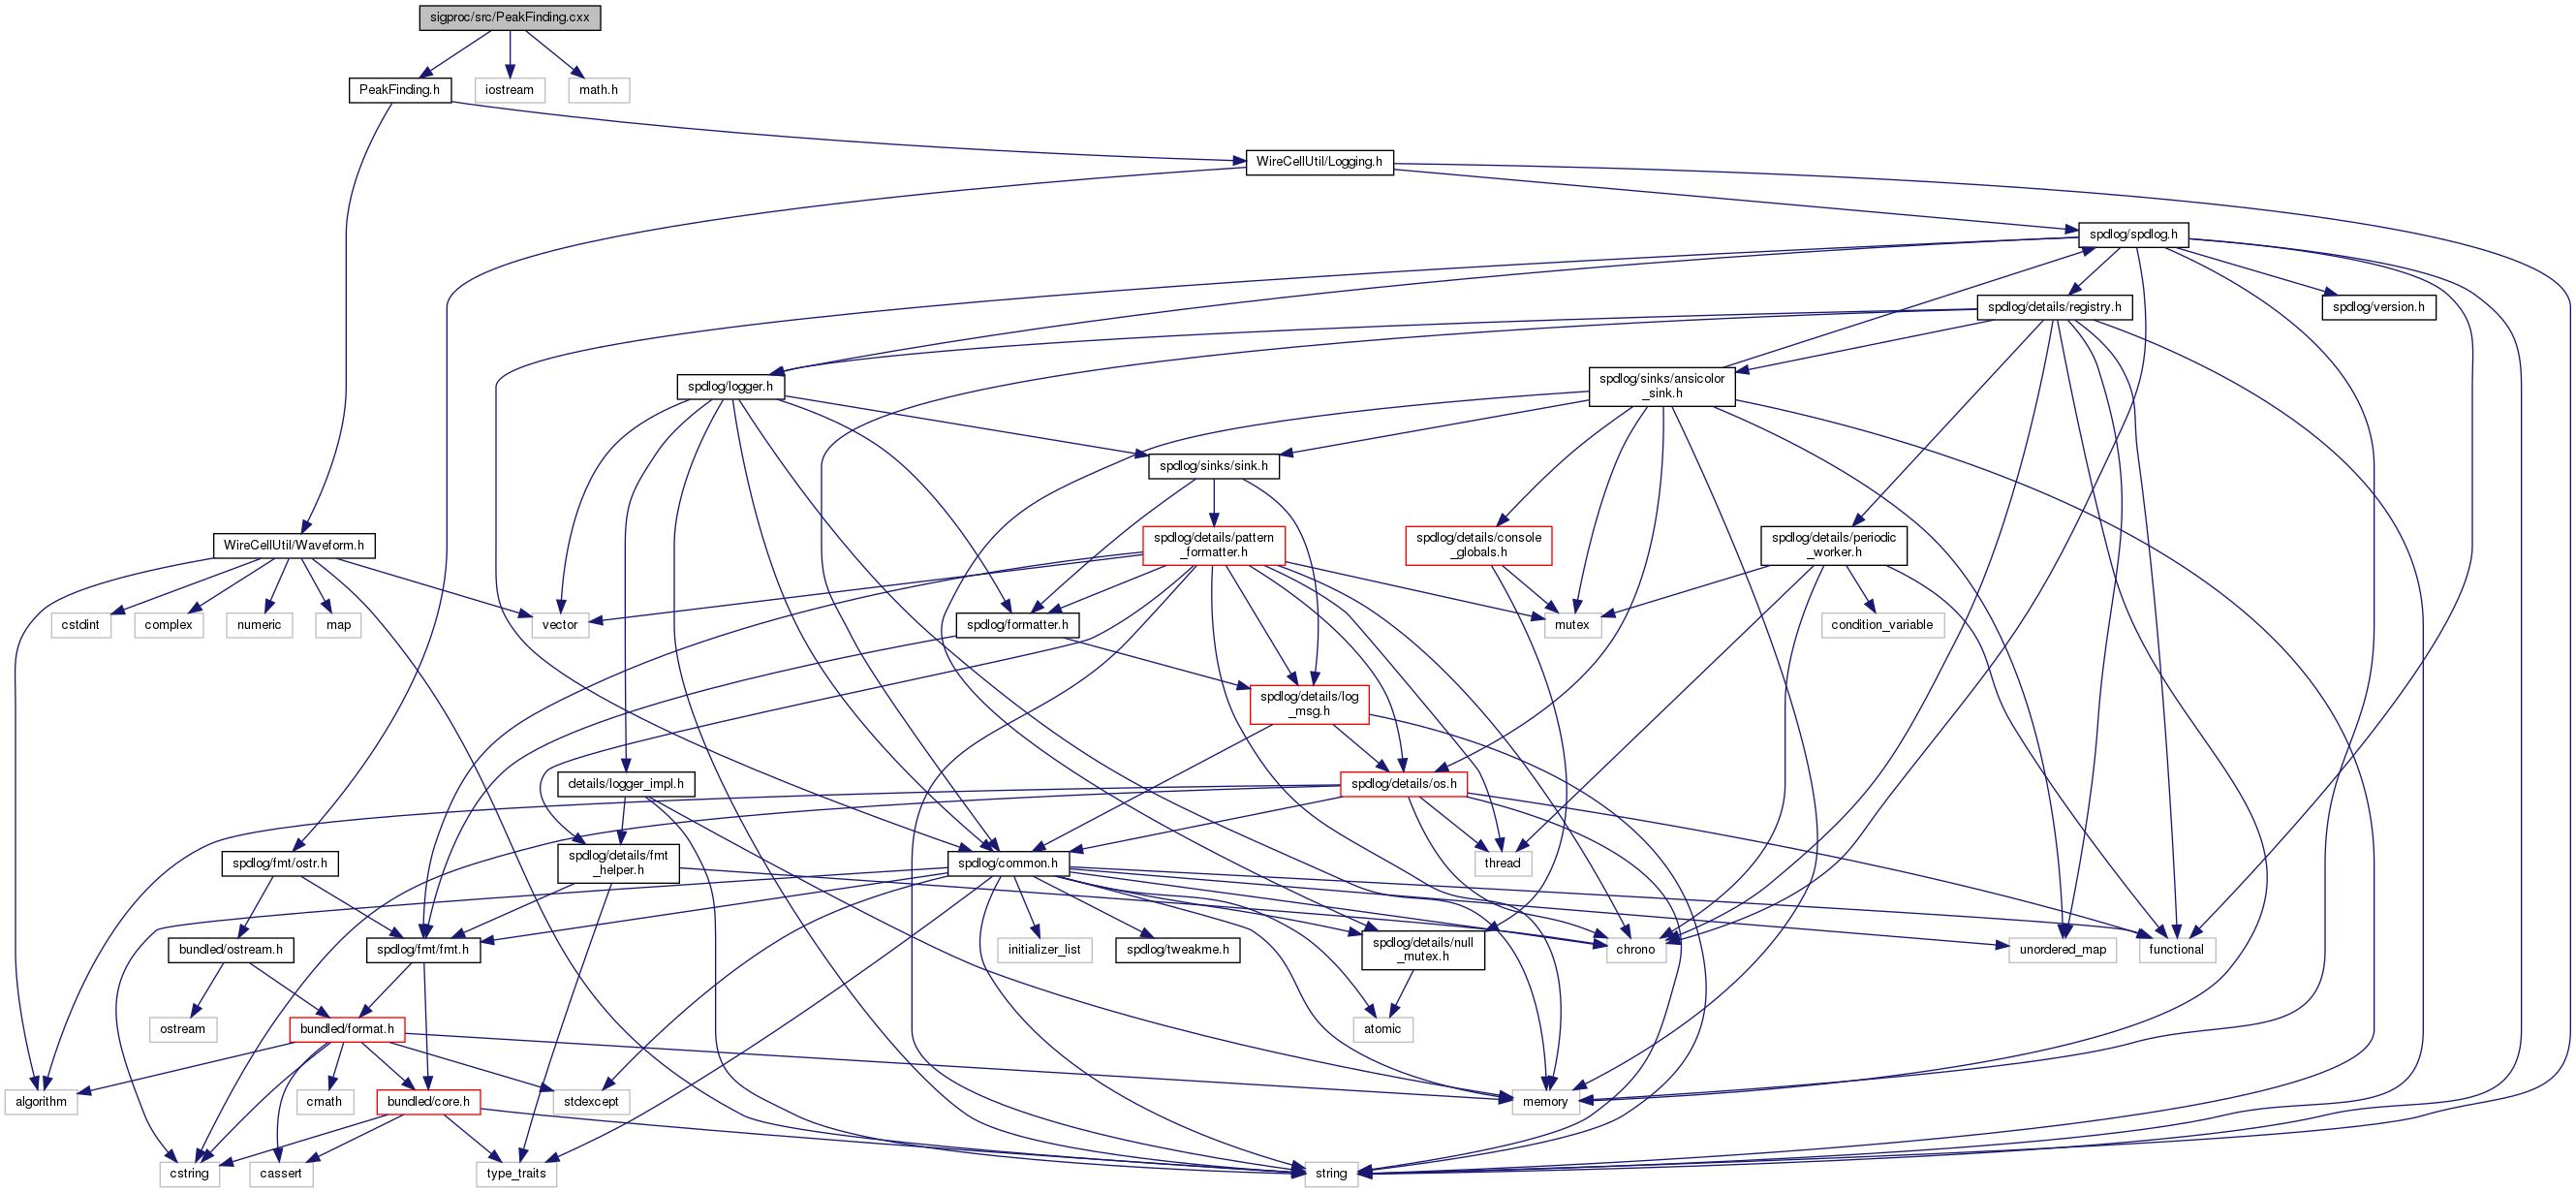 sigproc/src/PeakFinding.cxx
PeakFinding.h
iostream
math.h
WireCellUtil/Logging.h
spdlog/spdlog.h
spdlog/details/registry.h
spdlog/version.h
spdlog/logger.h
spdlog/sinks/ansicolor
_sink.h
spdlog/sinks/sink.h
WireCellUtil/Waveform.h
spdlog/details/pattern
_formatter.h
spdlog/details/console
_globals.h
spdlog/details/periodic
_worker.h
cstdint
complex
numeric
map
vector
spdlog/formatter.h
mutex
condition_variable
spdlog/details/log
_msg.h
details/logger_impl.h
spdlog/details/os.h
spdlog/fmt/ostr.h
spdlog/details/fmt
_helper.h
spdlog/common.h
thread
bundled/ostream.h
spdlog/fmt/fmt.h
initializer_list
spdlog/tweakme.h
spdlog/details/null
_mutex.h
chrono
unordered_map
functional
ostream
bundled/format.h
atomic
algorithm
cmath
bundled/core.h
stdexcept
memory
cstring
cassert
type_traits
string